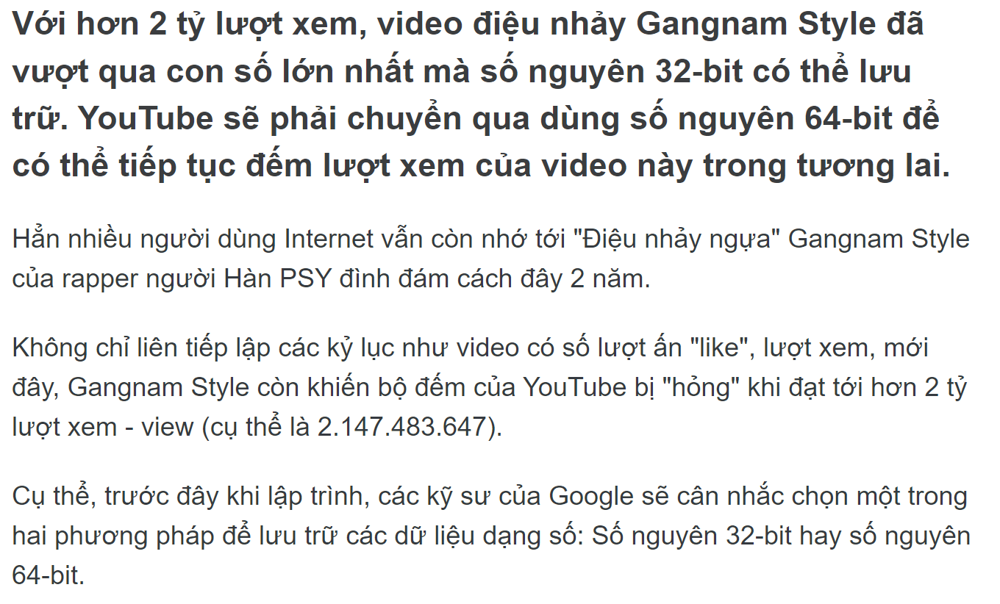 Với hơn 2 tỷ lượt xem, video điệu nhảy Gangnam Style đã
vượt qua con số lớn nhất mà số nguyên 32-bit có thể lưu
trữ. YouTube sẽ phải chuyển qua dùng số nguyên 64-bit để
có thể tiếp tục đếm lượt xem của video này trong tương lai.
Hẳn nhiều người dùng Internet vẫn còn nhớ tới "Điệu nhảy ngựa" Gangnam Style
của rapper người Hàn PSY đình đám cách đây 2 năm.
Không chỉ liên tiếp lập các kỷ lục như video có số lượt ấn "like", lượt xem, mới
đây, Gangnam Style còn khiến bộ đếm của YouTube bị "hỏng" khi đạt tới hơn 2 tỷ
lượt xem - view (cụ thể là 2.147.483.647).
Cụ thể, trước đây khi lập trình, các kỹ sư của Google sẽ cân nhắc chọn một trong
hai phương pháp để lưu trữ các dữ liệu dạng số: Số nguyên 32-bit hay số nguyên
64-bit.